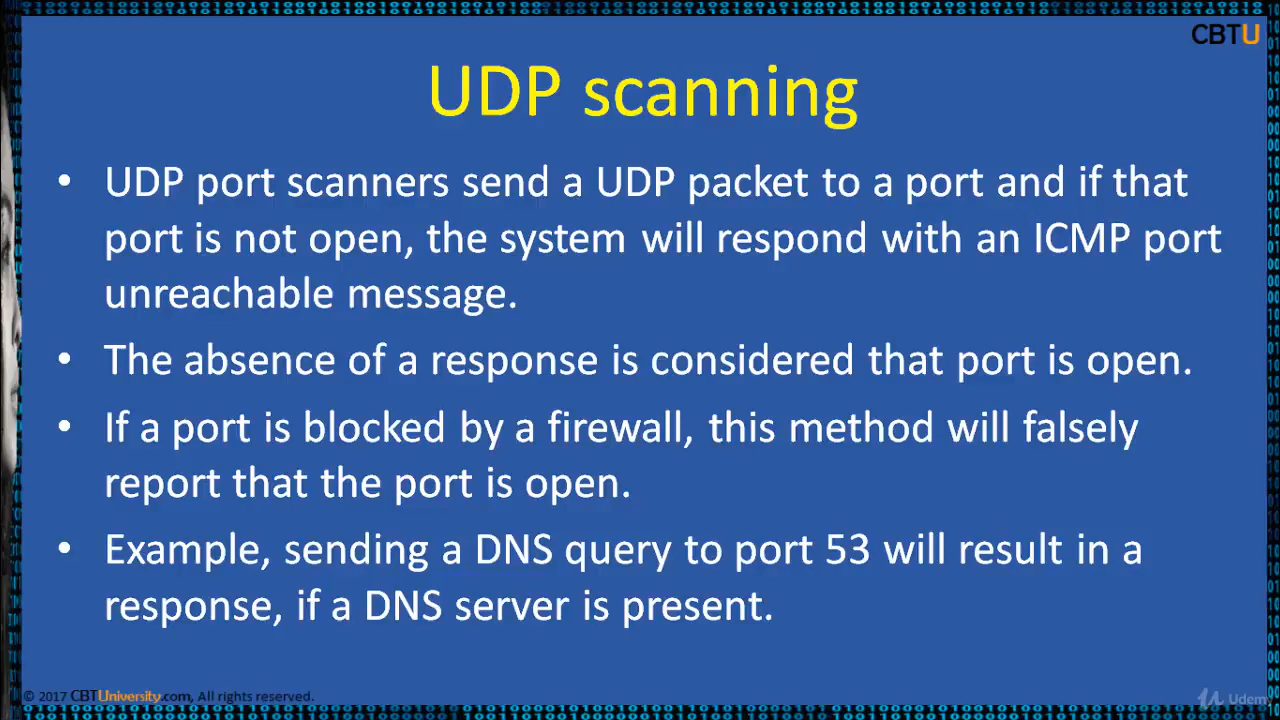 CBTU
UDP scanning
• UDP port scanners send a UDP packet to a port and if that
port is not open, the system will respond with an ICMP port
unreachable message.
• The absence of a response is considered that port is open.
• If a port is blocked by a firewall, this method will falsely
report that the port is open.
• Example, sending a DNS query to port 53 will result in a
response, if a DNS server is present.
© 2017 CBTUniversity.com, All rights reserved.
Udemy